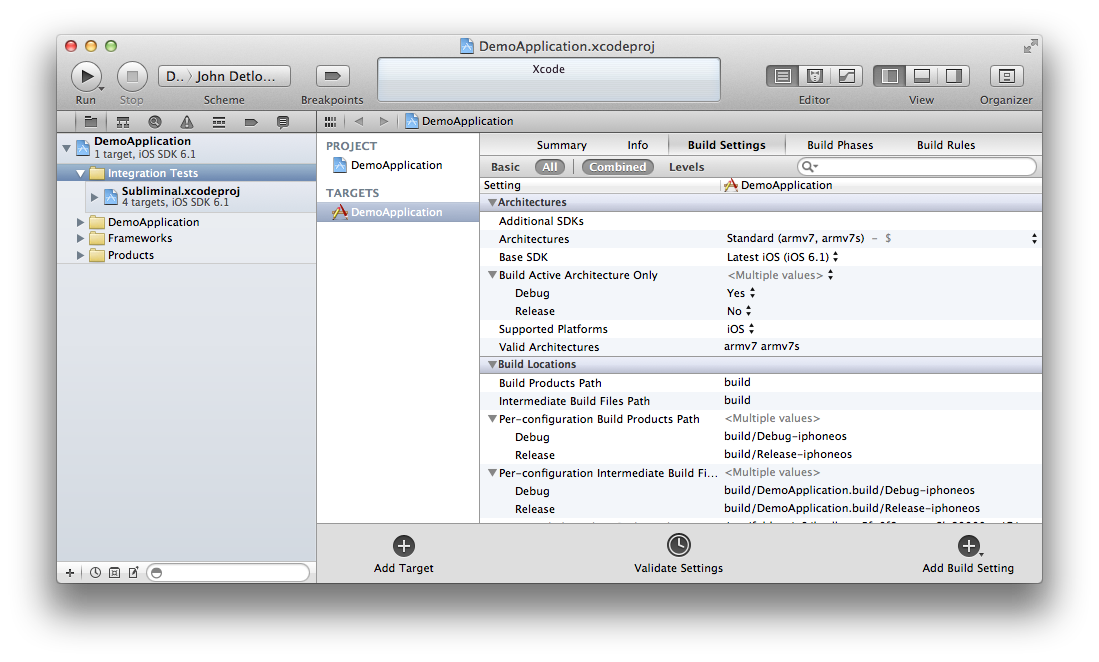 DemoApplication.xcodeproj
D.. 〉 John Detlo...
Xcode
Run Stop Scheme Breakpoints Editor View Organizer
DemoApplication
DemoApplication
1 target, iOS SDK 6.1
Integration Tests
Subliminal.xcodeproj
4 targets, iOS SDK 6.1
DemoApplication
Frameworks
Products
PROJECT
DemoApplication
TARGETS
DemoApplication
Summary Info Build Settings Build Phases Build Rules
Basic All Combined Levels
Setting DemoApplication
Architectures
Additional SDKs
Architectures Standard (armv7, armv7s) – $
Base SDK Latest iOS (iOS 6.1)
Build Active Architecture Only <Multiple values>
Debug Yes
Release No
Supported Platforms iOS
Valid Architectures armv7 armv7s
Build Locations
Build Products Path build
Intermediate Build Files Path build
Per-configuration Build Products Path <Multiple values>
Debug build/Debug-iphoneos
Release build/Release-iphoneos
Per-configuration Intermediate Build Fi... <Multiple values>
Debug build/DemoApplication.build/Debug-iphoneos
Release build/DemoApplication.build/Release-iphoneos
Add Target Validate Settings Add Build Setting